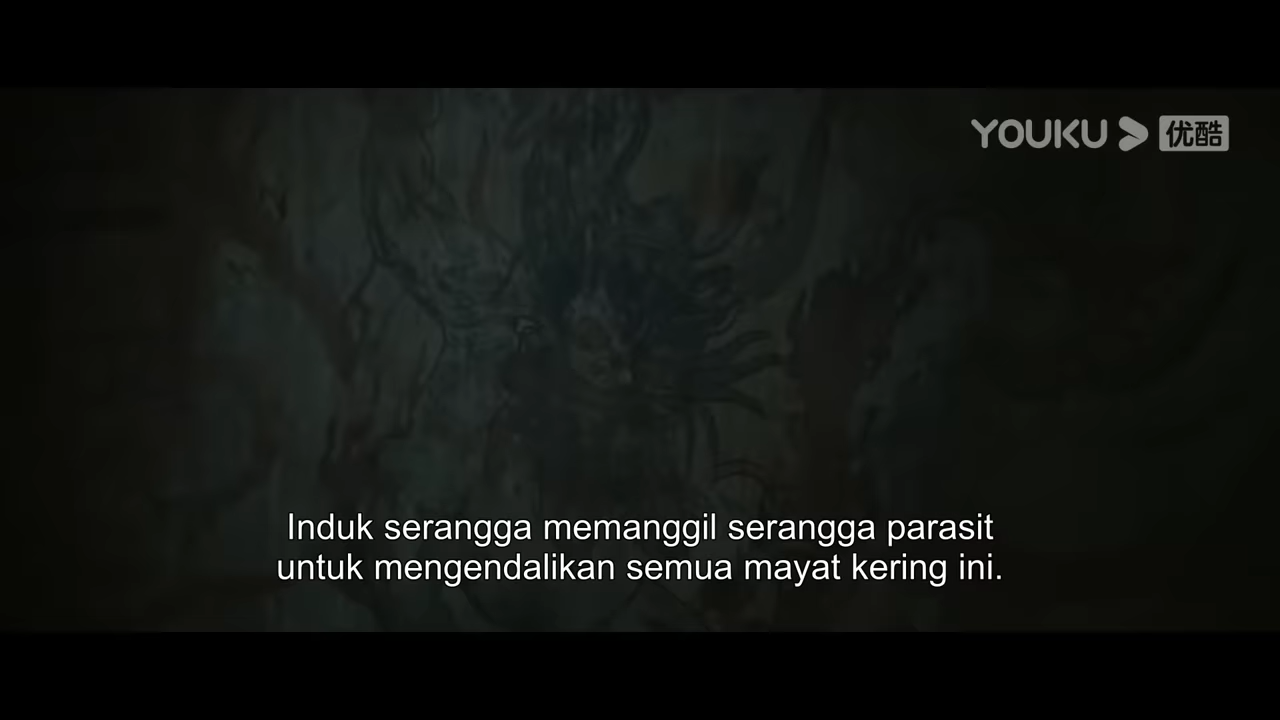 YOUKU 优酷
Induk serangga memanggil serangga parasit
untuk mengendalikan semua mayat kering ini.